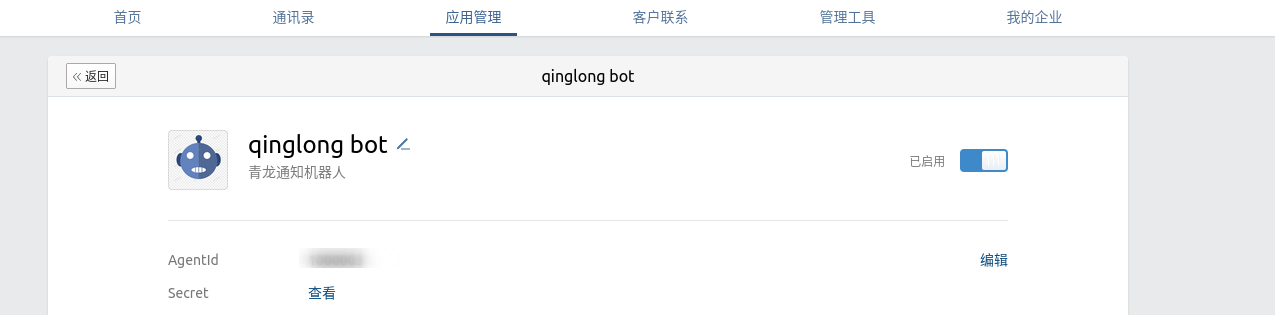 首页 通讯录 应用管理 客户联系 管理工具 我的企业
返回 qinglong bot
qinglong bot
青龙通知机器人
已启用
AgentId 编辑
Secret 查看